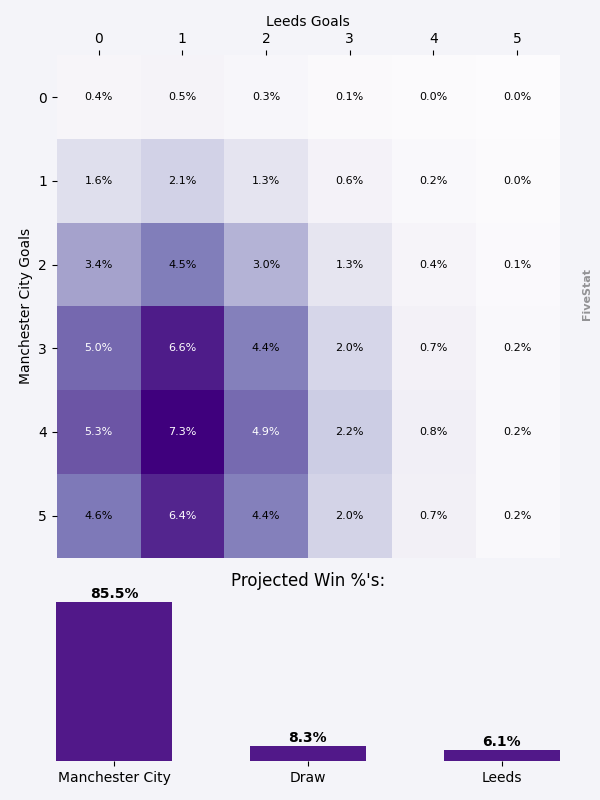 Leeds Goals
0 1 2 3 4 5
Manchester City Goals
0 0.4% 0.5% 0.3% 0.1% 0.0% 0.0%
1 1.6% 2.1% 1.3% 0.6% 0.2% 0.0%
2 3.4% 4.5% 3.0% 1.3% 0.4% 0.1%
3 5.0% 6.6% 4.4% 2.0% 0.7% 0.2%
4 5.3% 7.3% 4.9% 2.2% 0.8% 0.2%
5 4.6% 6.4% 4.4% 2.0% 0.7% 0.2%
FiveStat
Projected Win %'s:
85.5% 8.3% 6.1%
Manchester City Draw Leeds